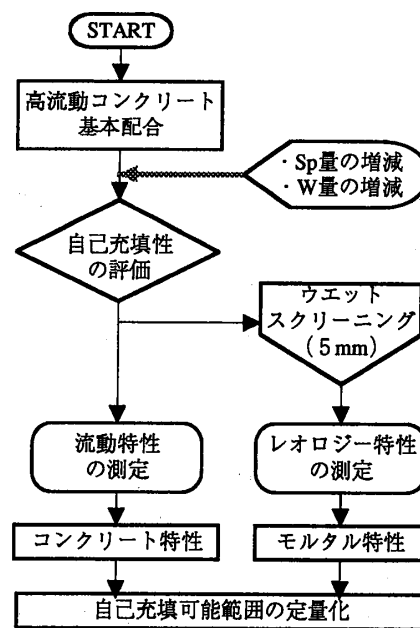 START
高流動コンクリート
基本配合
・Sp量の増減
・W量の増減
自己充填性
の評価
ウエット
スクリーニング
(5mm)
流動特性
の測定
レオロジー特性
の測定
コンクリート特性
モルタル特性
自己充填可能範囲の定量化